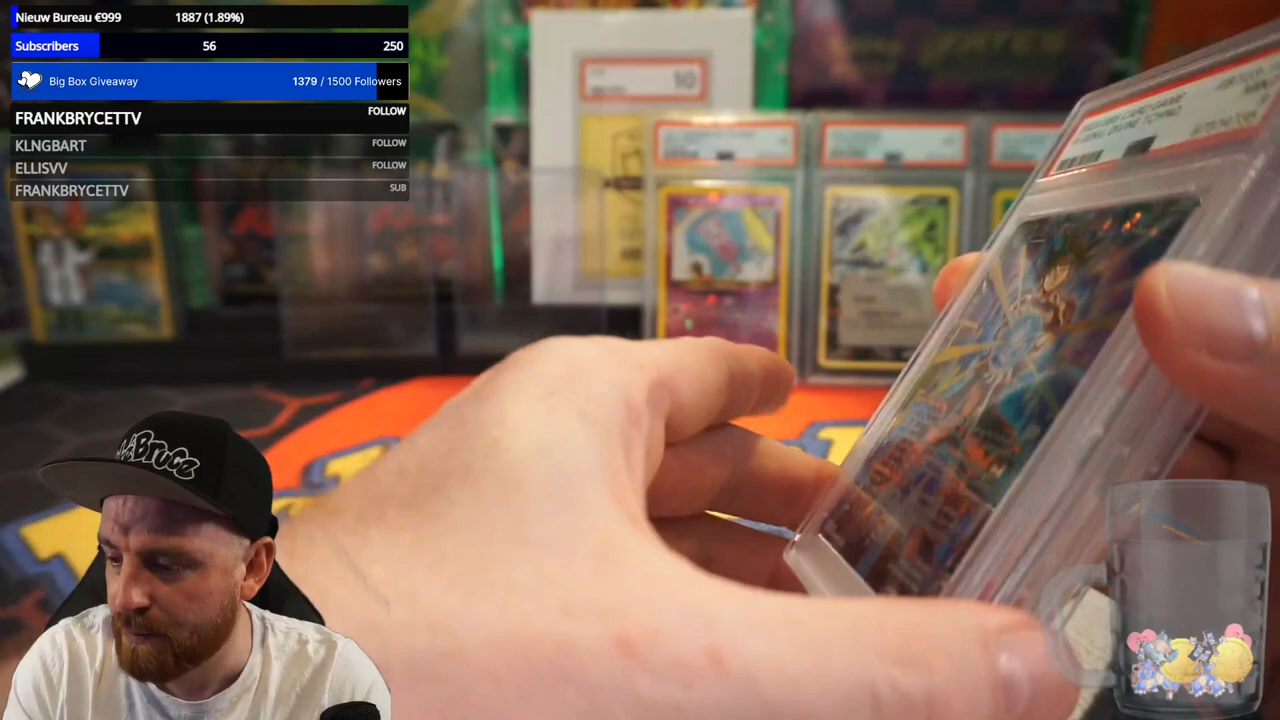 Nieuw Bureau €999 1887 (1.89%)
Subscribers 56 250
Big Box Giveaway 1379 / 1500 Followers
FRANKBRYCETTV FOLLOW
KLNGBART FOLLOW
ELLISVV FOLLOW
FRANKBRYCETTV SUB
10